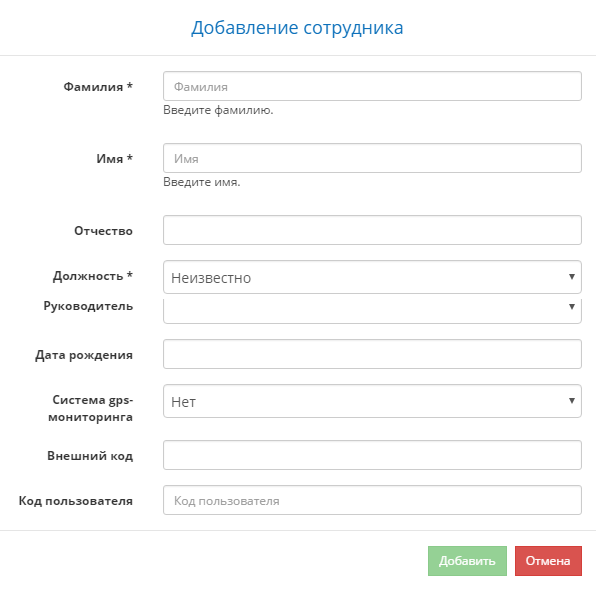 Добавление сотрудника
Фамилия *
Фамилия
Введите фамилию.
Имя *
Имя
Введите имя.
Отчество
Должность *
Неизвестно
Руководитель
Дата рождения
Система gps-
мониторинга
Нет
Внешний код
Код пользователя
Код пользователя
Добавить
Отмена